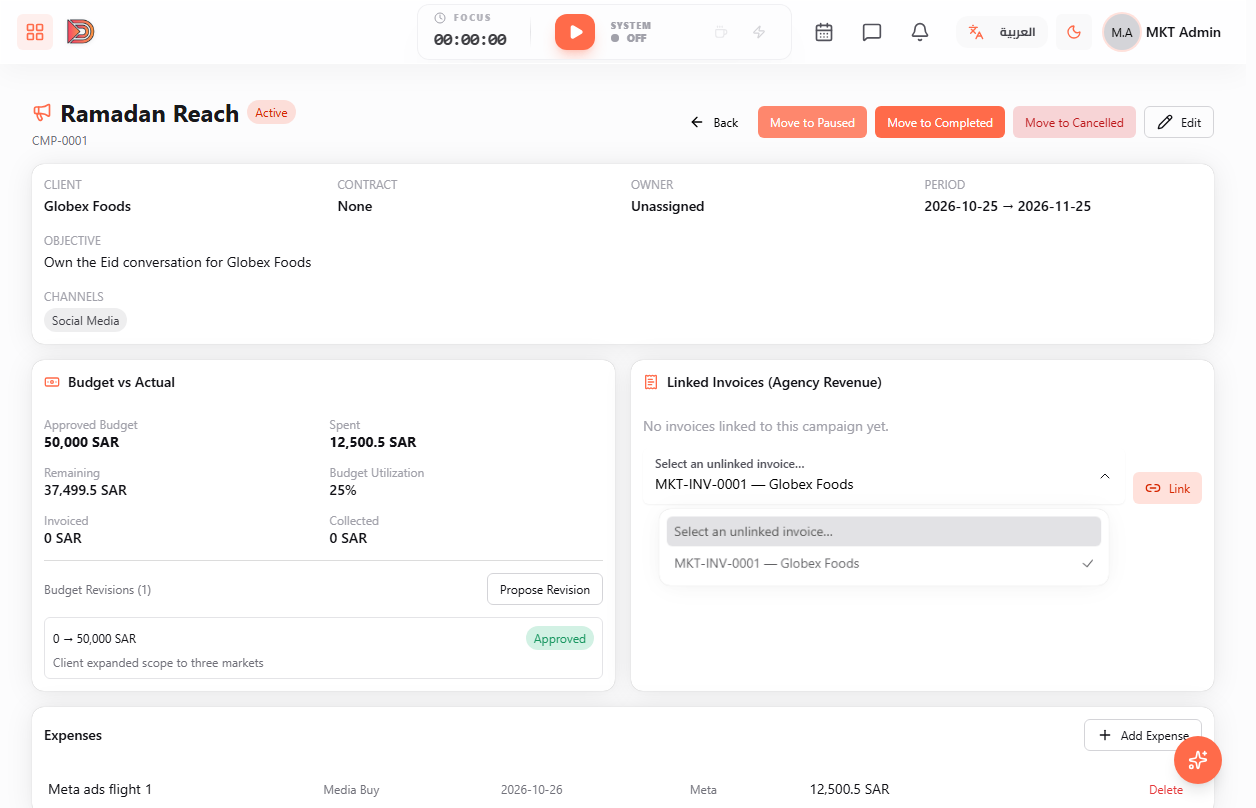 FOCUS
00:00:00
SYSTEM
OFF
العربية
M.A
MKT Admin
Ramadan Reach
Active
CMP-0001
Back
Move to Paused
Move to Completed
Move to Cancelled
Edit
CLIENT
Globex Foods
CONTRACT
None
OWNER
Unassigned
PERIOD
2026-10-25 → 2026-11-25
OBJECTIVE
Own the Eid conversation for Globex Foods
CHANNELS
Social Media
Budget vs Actual
Approved Budget
50,000 SAR
Spent
12,500.5 SAR
Remaining
37,499.5 SAR
Budget Utilization
25%
Invoiced
0 SAR
Collected
0 SAR
Budget Revisions (1)
Propose Revision
0 → 50,000 SAR
Approved
Client expanded scope to three markets
Linked Invoices (Agency Revenue)
No invoices linked to this campaign yet.
Select an unlinked invoice...
MKT-INV-0001 — Globex Foods
Link
Select an unlinked invoice...
MKT-INV-0001 — Globex Foods
Expenses
Add Expense
Meta ads flight 1
Media Buy
2026-10-26
Meta
12,500.5 SAR
Delete